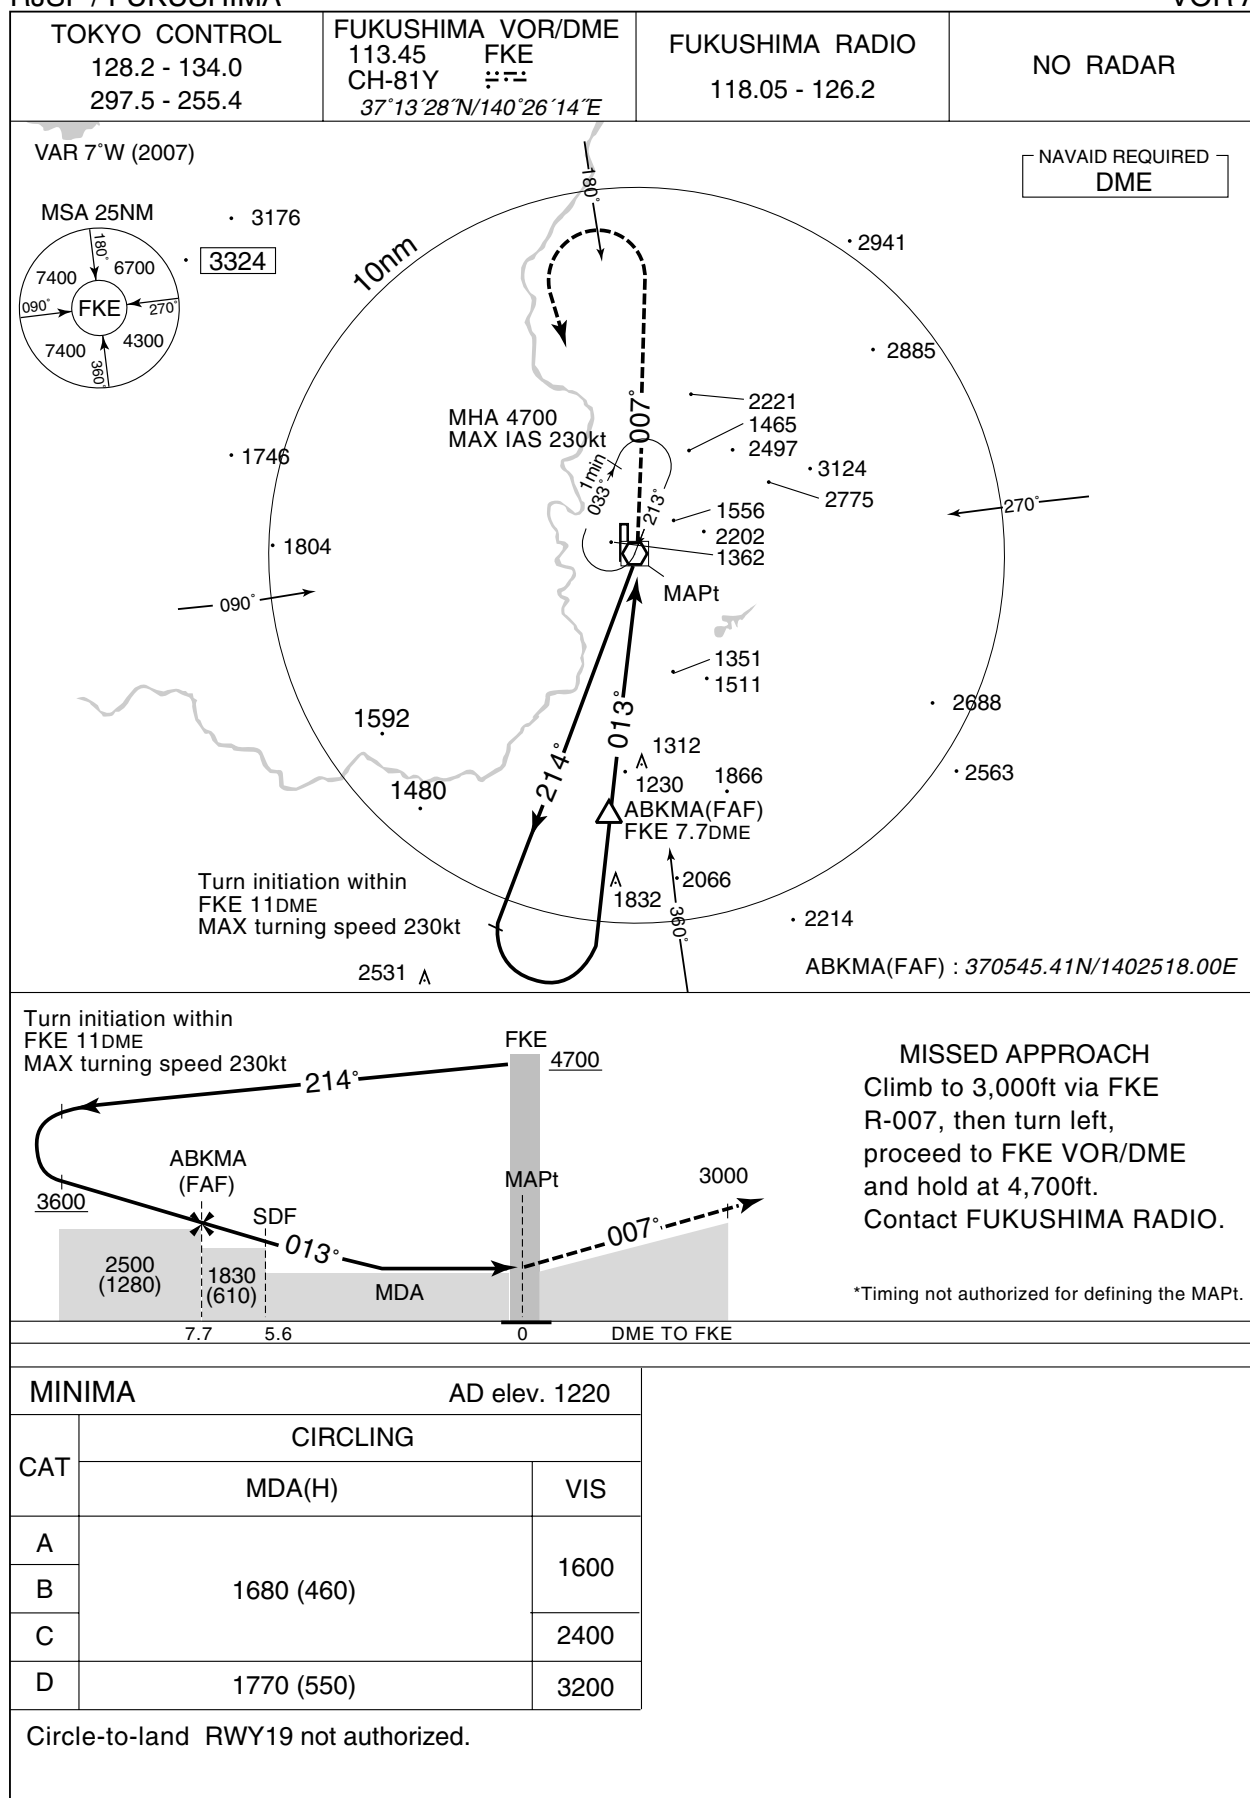 RJSF / FUKUSHIMA
VOR A
TOKYO CONTROL
128.2 - 134.0
297.5 - 255.4
FUKUSHIMA VOR/DME
113.45 FKE
CH-81Y
37°13´28˝N/140°26´14˝E
FUKUSHIMA RADIO
118.05 - 126.2
NO RADAR
VAR 7°W (2007)
NAVAID REQUIRED
DME
MSA 25NM
180°
6700
7400
FKE
090°
270°
7400
4300
360°
3176
3324
10nm
180°
2941
2885
007°
2221
MHA 4700
MAX IAS 230kt
1465
2497
1746
3124
1min
033°
213°
2775
270°
1556
2202
1804
1362
MAPt
090°
1351
1511
013°
2688
1592
1312
214°
1230
1866
2563
1480
ABKMA(FAF)
FKE 7.7DME
2066
1832
Turn initiation within
FKE 11DME
MAX turning speed 230kt
360°
2214
2531
ABKMA(FAF) : 370545.41N/1402518.00E
Turn initiation within
FKE 11DME
MAX turning speed 230kt
FKE
4700
214°
ABKMA
(FAF)
MAPt
3000
3600
SDF
013°
007°
2500
(1280)
1830
(610)
MDA
7.7
5.6
0
DME TO FKE
MISSED APPROACH
Climb to 3,000ft via FKE
R-007, then turn left,
proceed to FKE VOR/DME
and hold at 4,700ft.
Contact FUKUSHIMA RADIO.
*Timing not authorized for defining the MAPt.
MINIMA
AD elev. 1220
CAT
CIRCLING
MDA(H)
VIS
A
B
C
D
1680 (460)
1600
2400
1770 (550)
3200
Circle-to-land RWY19 not authorized.